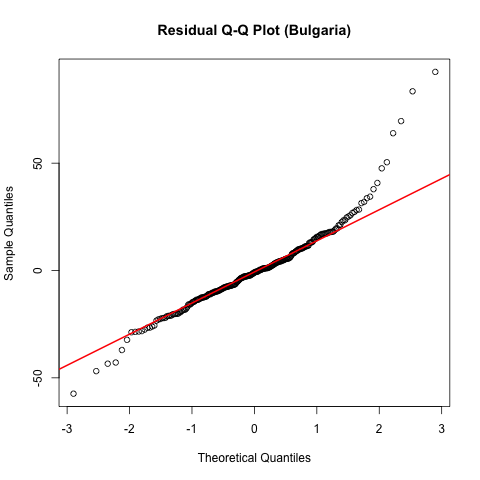 Residual Q-Q Plot (Bulgaria)
Sample Quantiles
50
0
-50
-3 -2 -1 0 1 2 3
Theoretical Quantiles